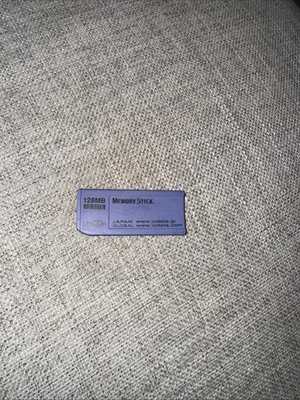 128MB
MEMORY STICK
JAPAN www.iodata.jp
GLOBAL www.iodata.com